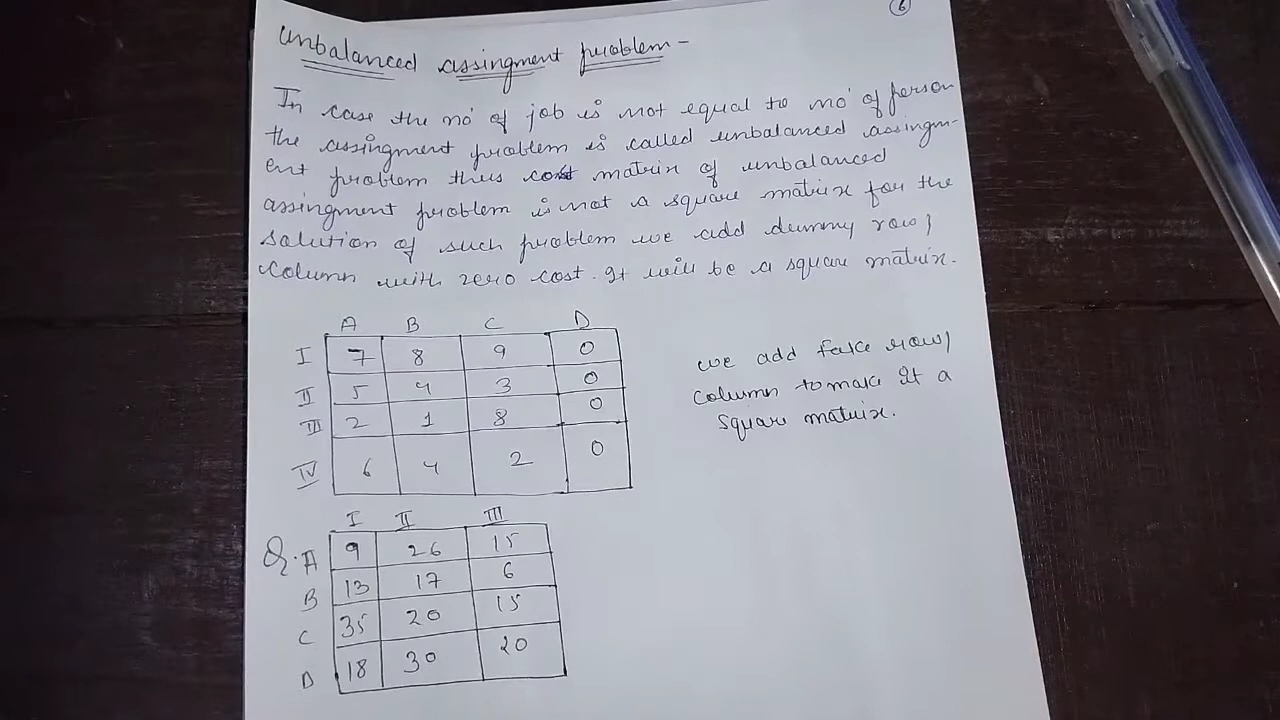 6
Unbalanced assingment problem -
In case the no' of job is not equal to no' of person
the assingment problem is called unbalanced assingm-
ent problem thus cost matrix of unbalanced
assingment problem is not a square matrix for the
solution of such problem we add dummy row,
column with zero cost. It will be a square matrix.
A B C D
I 7 8 9 0
II 5 4 3 0
III 2 1 8 0
IV 6 4 2 0
we add fake row,
column to make it a
square matrix.
I II III
Q. A 9 26 15
B 13 17 6
C 35 20 15
D 18 30 20